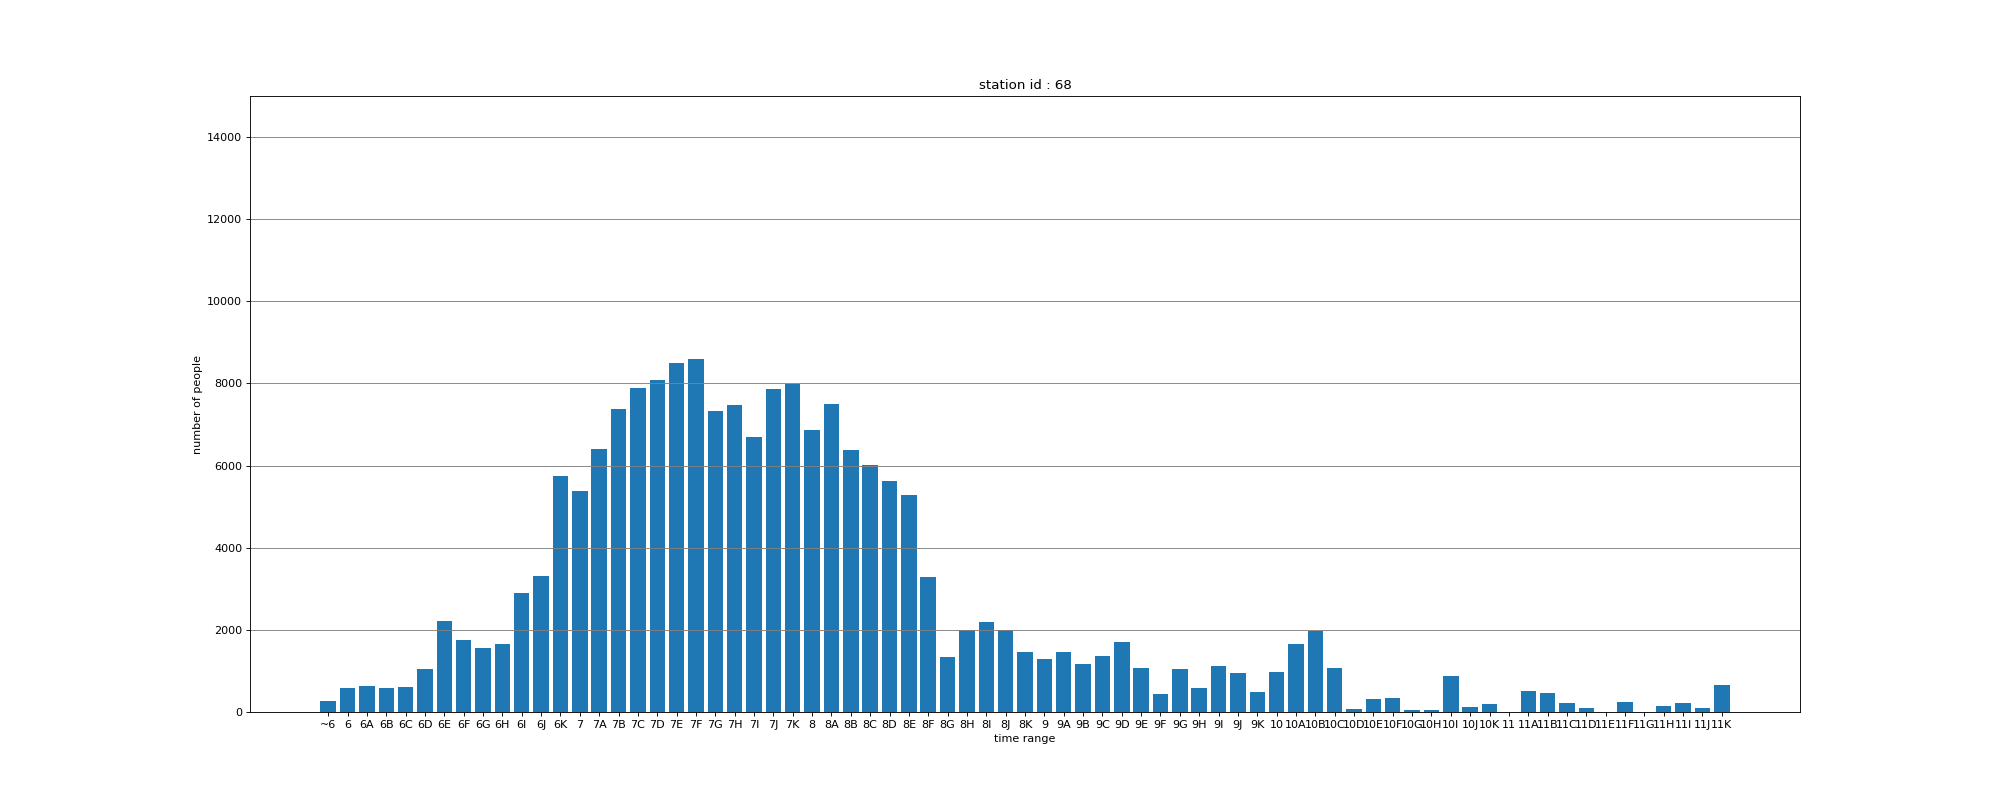 station id : 68
14000
12000
10000
8000
6000
4000
2000
0
number of people
~6 6 6A 6B 6C 6D 6E 6F 6G 6H 6I 6J 6K 7 7A 7B 7C 7D 7E 7F 7G 7H 7I 7J 7K 8 8A 8B 8C 8D 8E 8F 8G 8H 8I 8J 8K 9 9A 9B 9C 9D 9E 9F 9G 9H 9I 9J 9K 10 10A 10B 10C 10D 10E 10F 10G 10H 10I 10J 10K 11 11A 11B 11C 11D 11E 11F 11G 11H 11I 11J 11K
time range